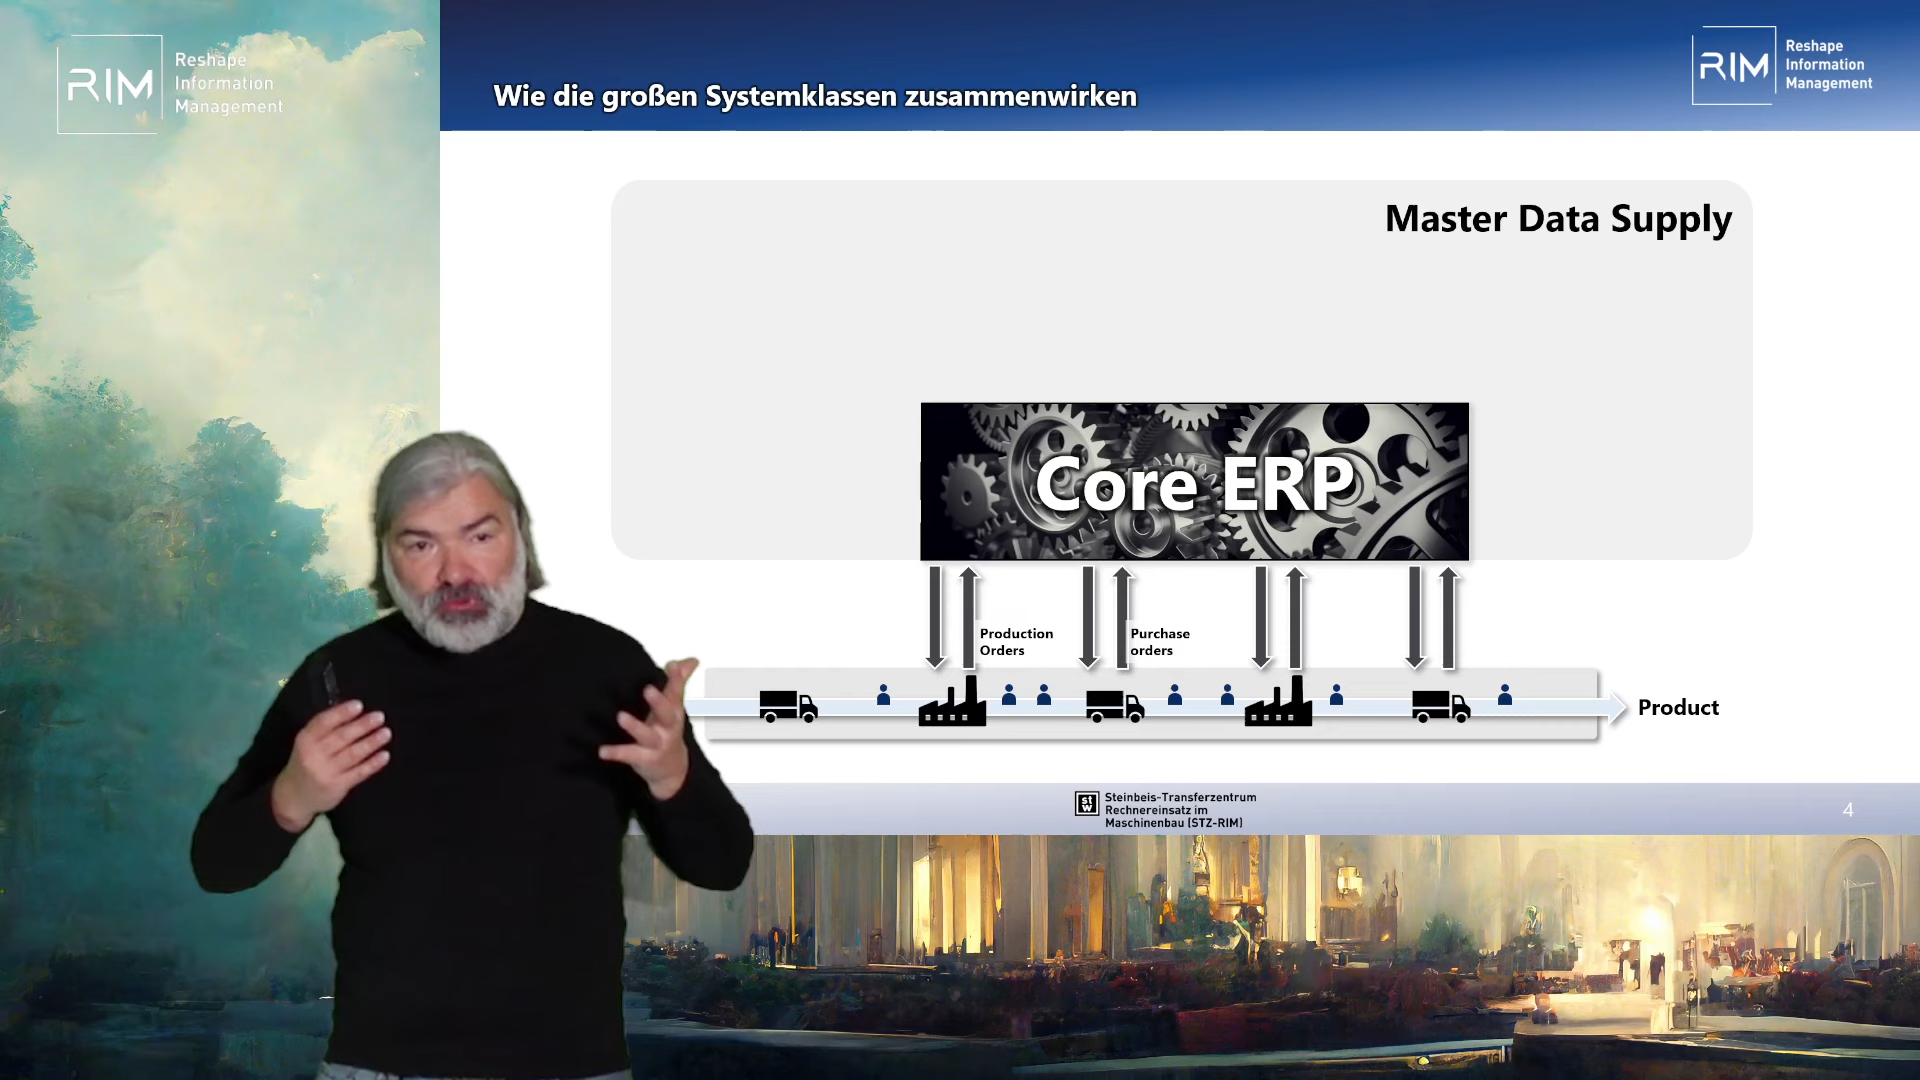 RIM
Reshape
Information
Management
Wie die großen Systemklassen zusammenwirken
RIM
Reshape
Information
Management
Master Data Supply
Core ERP
Production
Orders
Purchase
orders
Product
st
w
Steinbeis-Transferzentrum
Rechnereinsatz im
Maschinenbau (STZ-RIM)
4